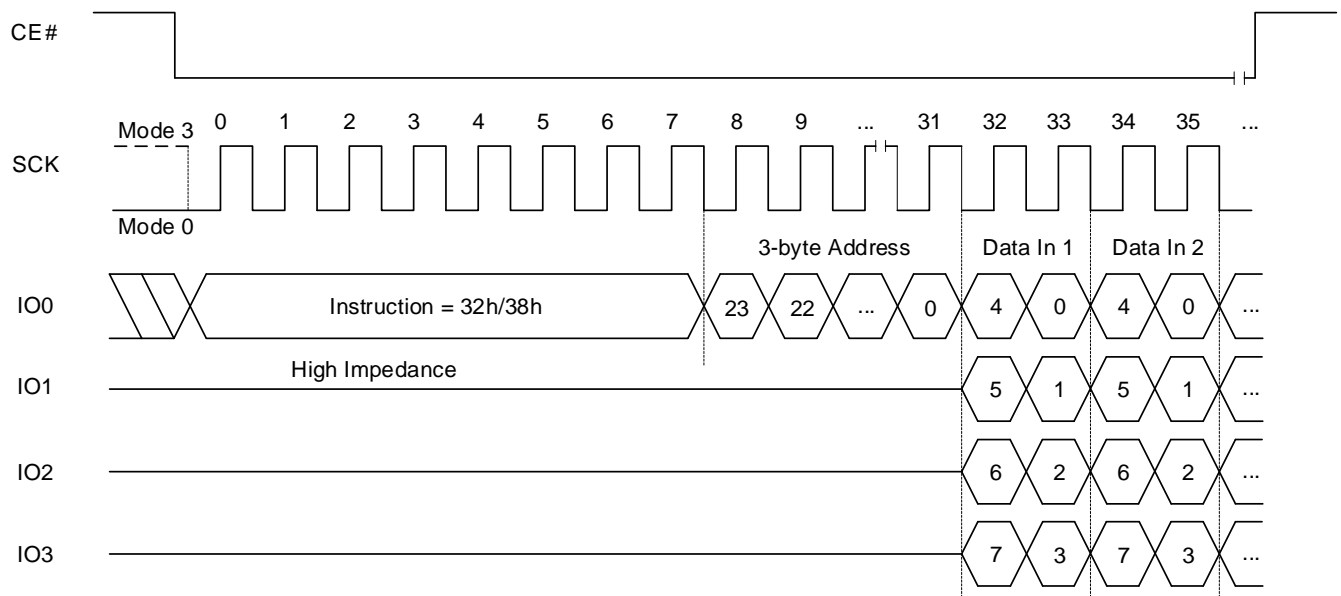 CE#
Mode 3 0 1 2 3 4 5 6 7 8 9 ... 31 32 33 34 35 ...
SCK
Mode 0
3-byte Address Data In 1 Data In 2
IO0 Instruction = 32h/38h 23 22 ... 0 4 0 4 0 ...
High Impedance
IO1 5 1 5 1 ...
IO2 6 2 6 2 ...
IO3 7 3 7 3 ...